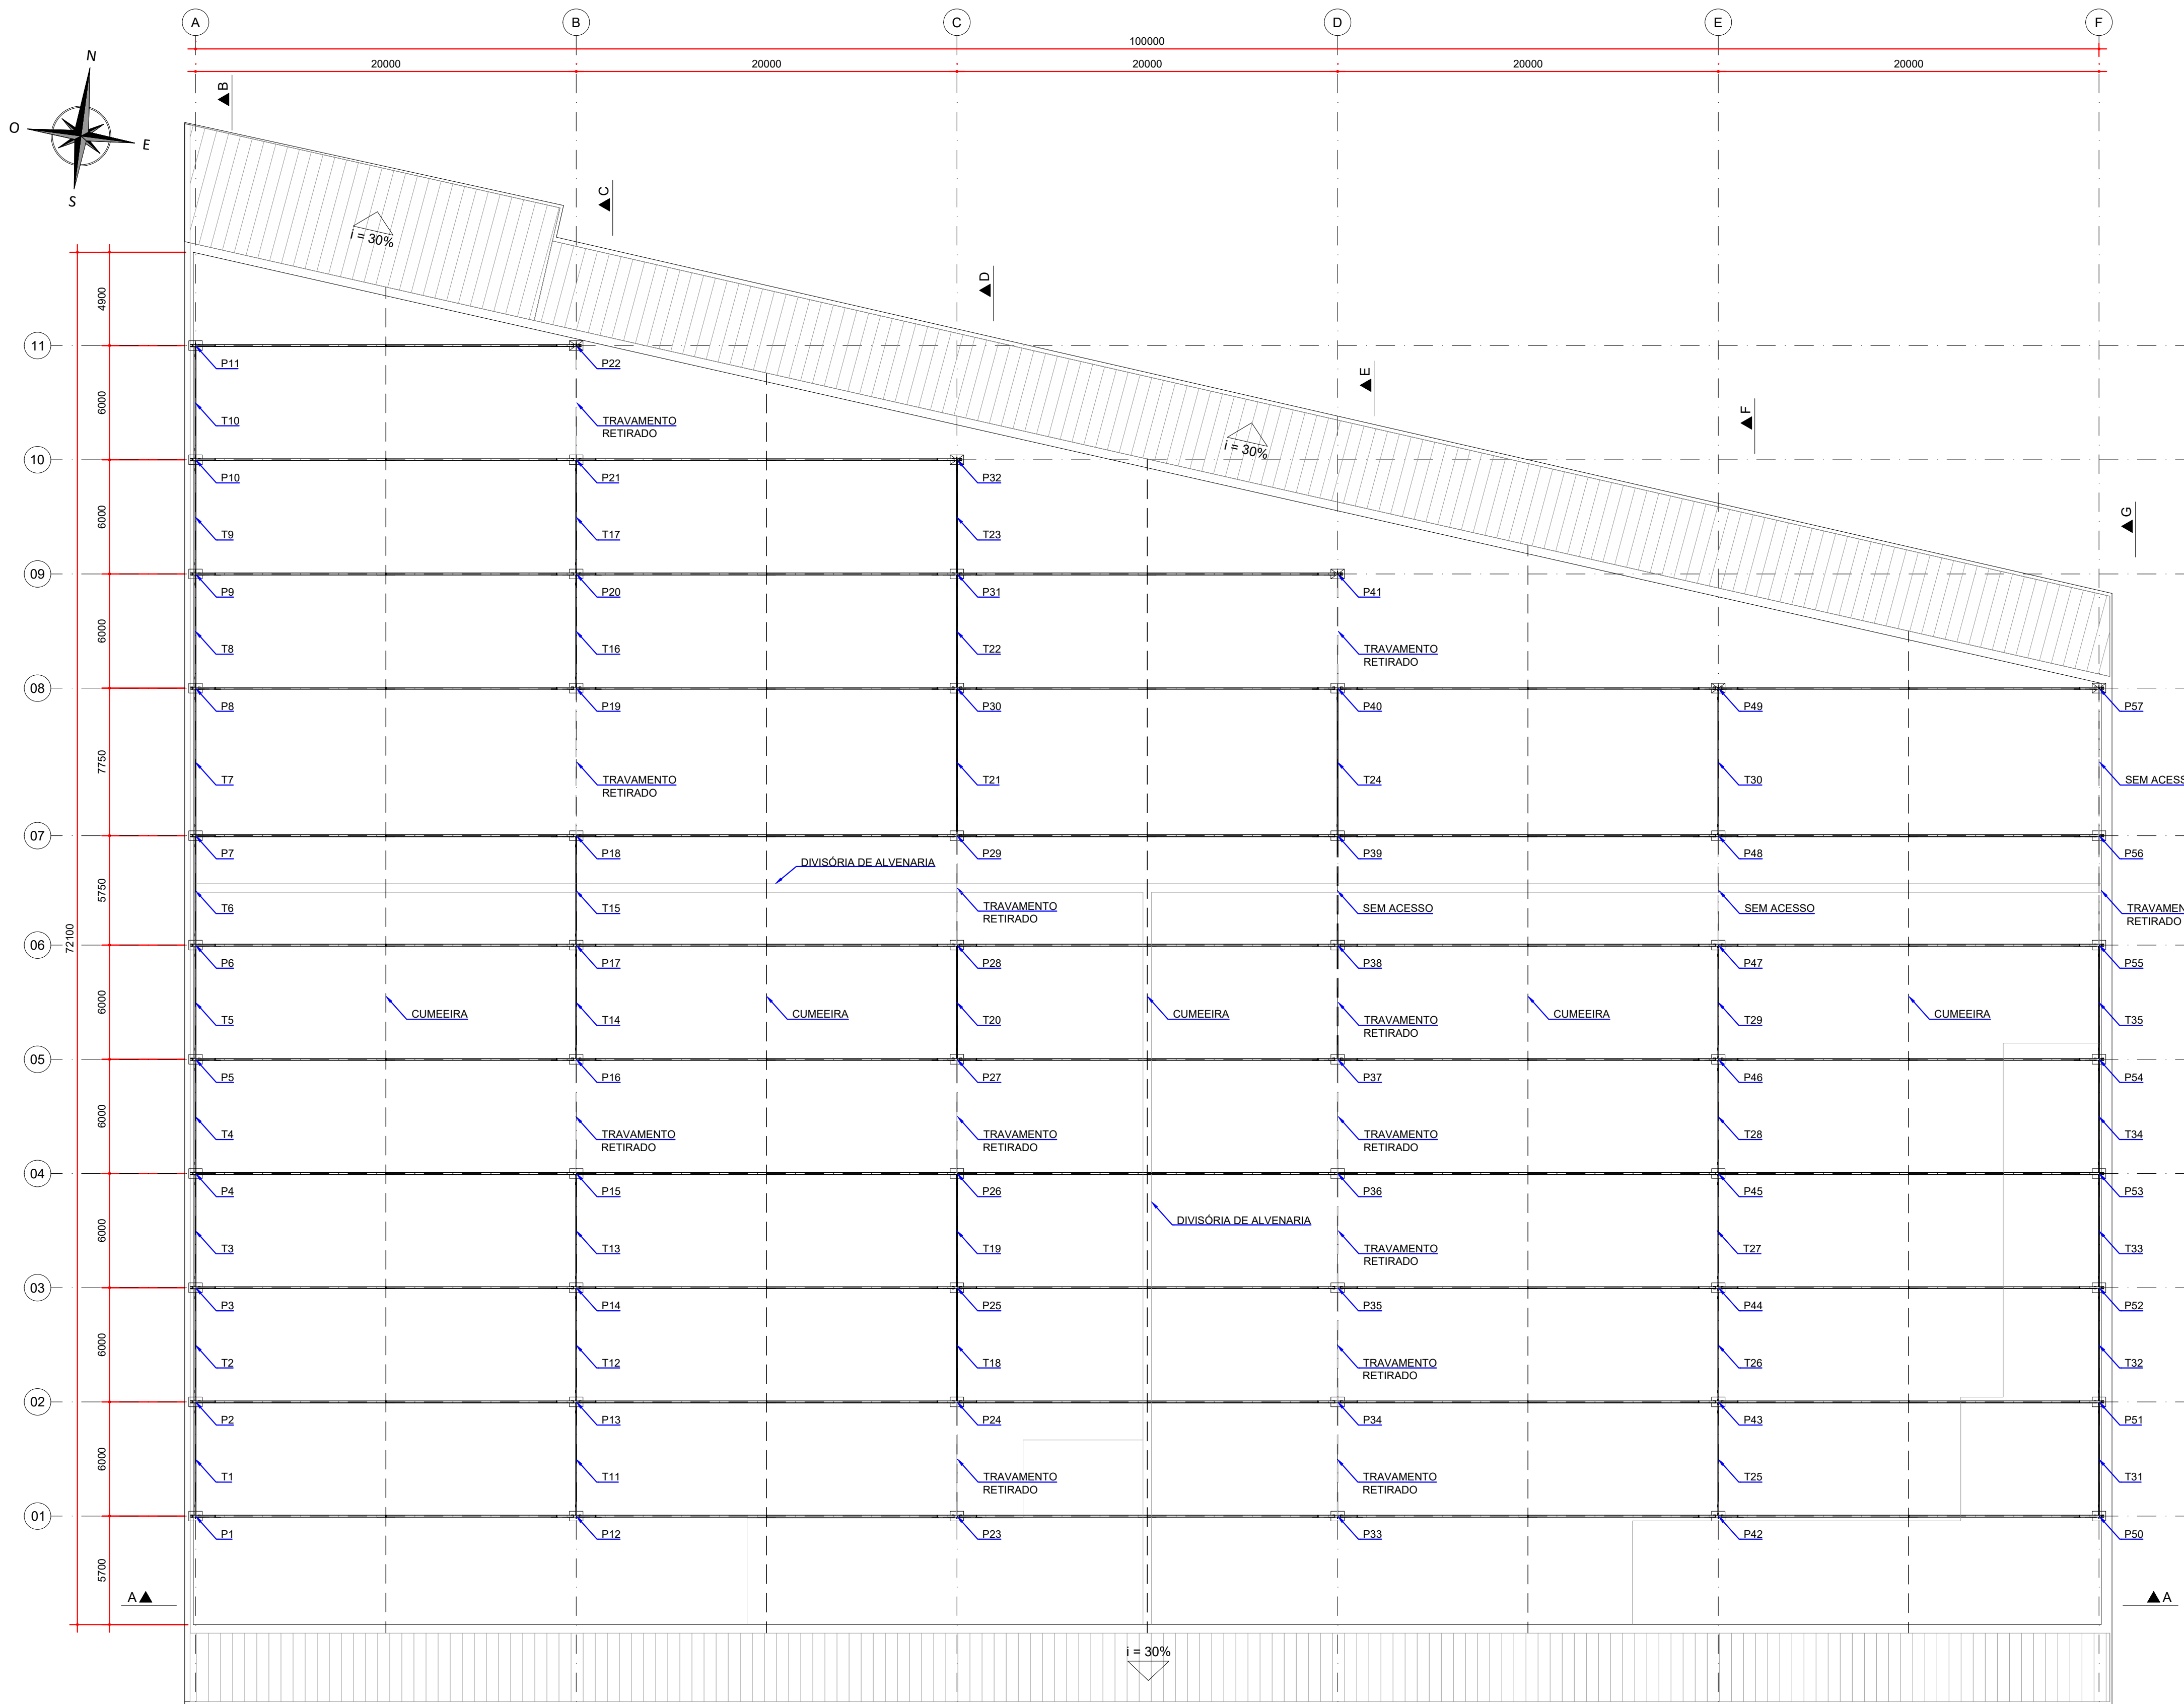 A
B
C
D
E
F
100000
20000
20000
20000
20000
20000
N
O
E
S
B
C
D
E
F
G
i = 30%
i = 30%
4900
11
P11
P22
6000
T10
TRAVAMENTO
RETIRADO
10
P10
P21
P32
6000
T9
T17
T23
09
P9
P20
P31
P41
6000
T8
T16
T22
TRAVAMENTO
RETIRADO
08
P8
P19
P30
P40
P49
P57
7750
T7
TRAVAMENTO
RETIRADO
T21
T24
T30
SEM ACESS
07
P7
P18
P29
P39
P48
P56
DIVISÓRIA DE ALVENARIA
5750
T6
T15
TRAVAMENTO
RETIRADO
SEM ACESSO
SEM ACESSO
TRAVAMEN
RETIRADO
72100
06
P6
P17
P28
P38
P47
P55
6000
T5
CUMEEIRA
T14
CUMEEIRA
T20
CUMEEIRA
TRAVAMENTO
RETIRADO
CUMEEIRA
T29
CUMEEIRA
T35
05
P5
P16
P27
P37
P46
P54
6000
T4
TRAVAMENTO
RETIRADO
TRAVAMENTO
RETIRADO
TRAVAMENTO
RETIRADO
T28
T34
04
P4
P15
P26
P36
P45
P53
DIVISÓRIA DE ALVENARIA
6000
T3
T13
T19
TRAVAMENTO
RETIRADO
T27
T33
03
P3
P14
P25
P35
P44
P52
6000
T2
T12
T18
TRAVAMENTO
RETIRADO
T26
T32
02
P2
P13
P24
P34
P43
P51
6000
T1
T11
TRAVAMENTO
RETIRADO
TRAVAMENTO
RETIRADO
T25
T31
01
P1
P12
P23
P33
P42
P50
5700
A
A
i = 30%